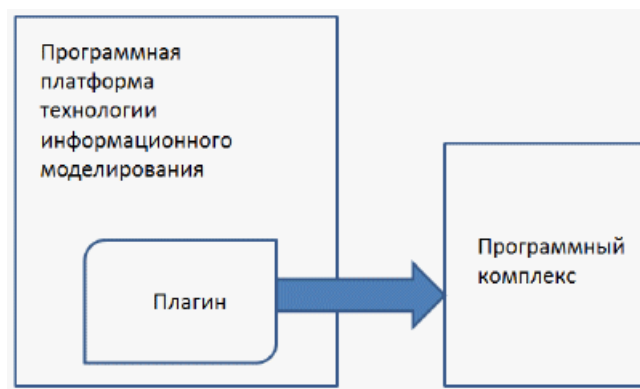 Программная
платформа
технологии
информационного
моделирования
Плагин
Программный
комплекс